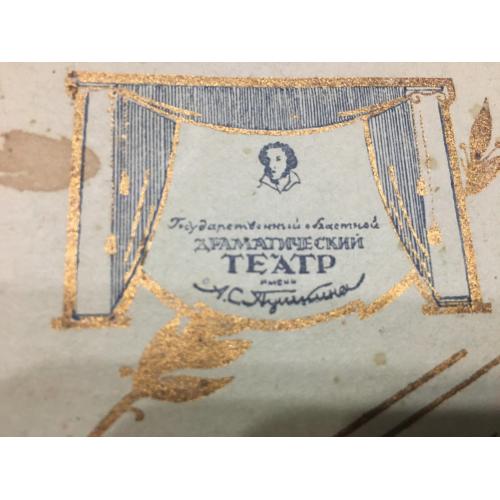 Государственный областной
ДРАМАТИЧЕСКИЙ
ТЕАТР
ИМЕНИ
А.С.Пушкина